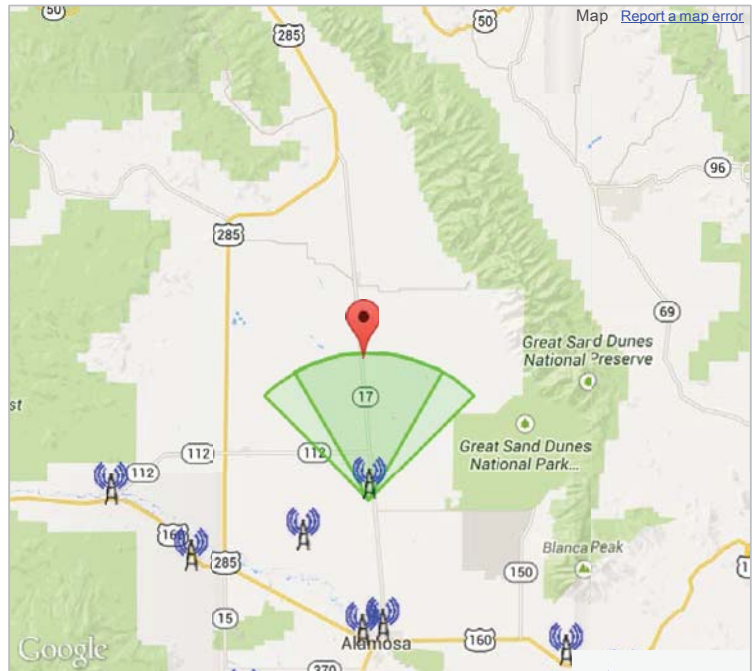 50
285
50
Map Report a map error
96
285
69
Great Sand Dunes
National Preserve
st
17
112
112
Great Sand Dunes
National Park...
112
160
285
Blanca Peak
150
15
Alamosa
160
Google
370